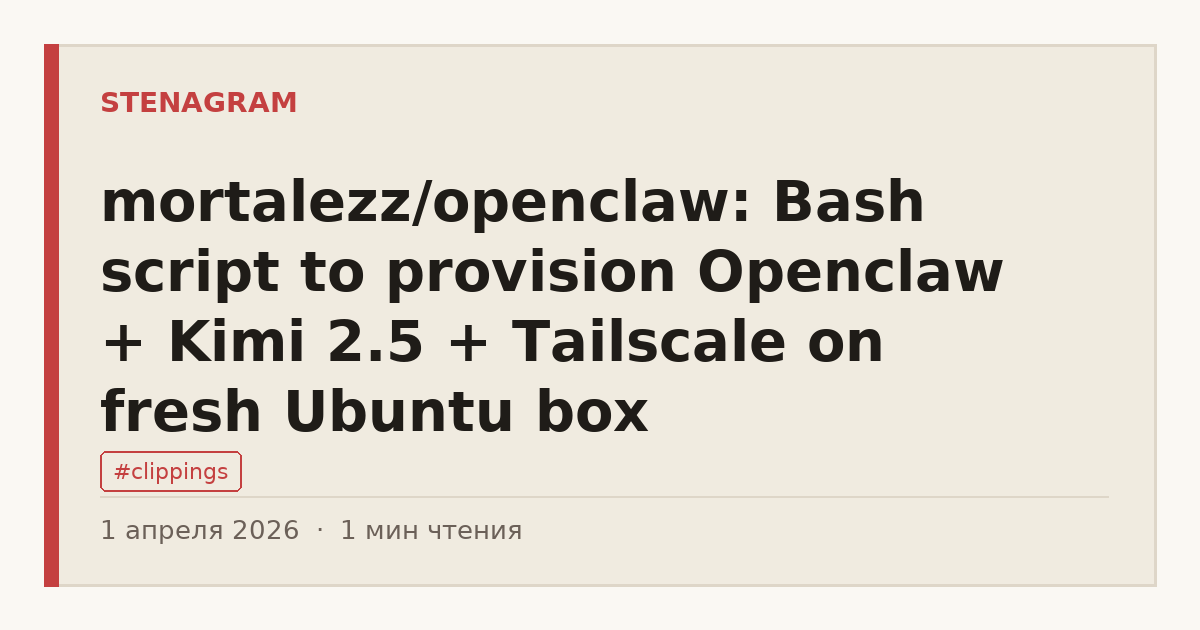 STENAGRAM
mortalezz/openclaw: Bash
script to provision Openclaw
+ Kimi 2.5 + Tailscale on
fresh Ubuntu box
#clippings
1 апреля 2026 · 1 мин чтения